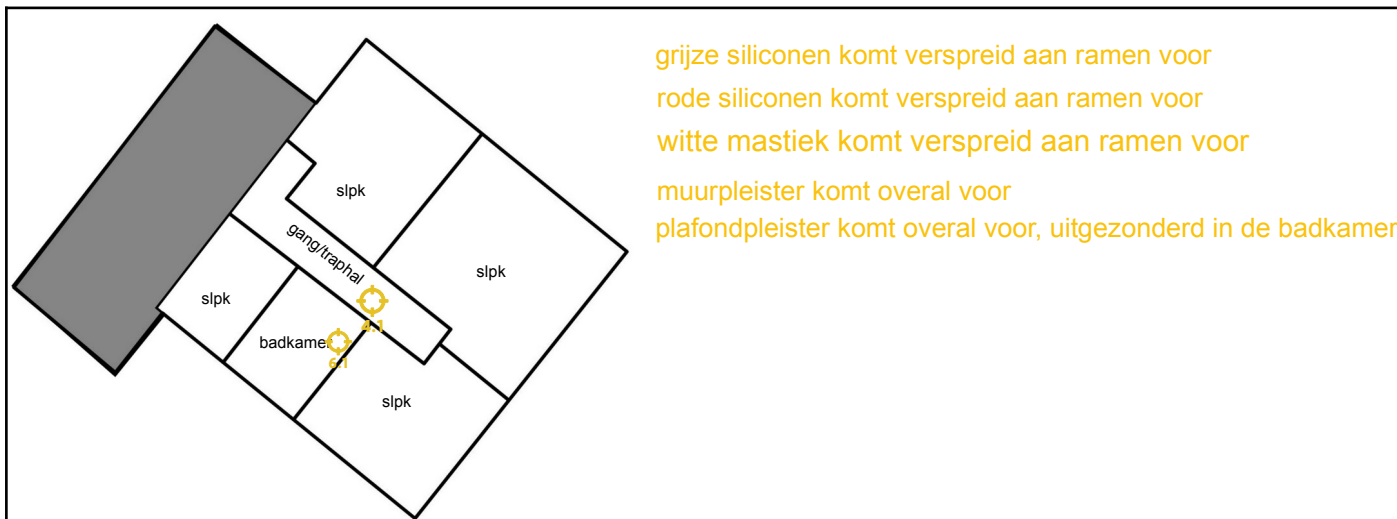 grijze siliconen komt verspreid aan ramen voor
rode siliconen komt verspreid aan ramen voor
witte mastiek komt verspreid aan ramen voor
muurpleister komt overal voor
plafondpleister komt overal voor, uitgezonderd in de badkamer
slpk
gang/traphal
slpk
slpk
4.1
badkamer
6.1
slpk